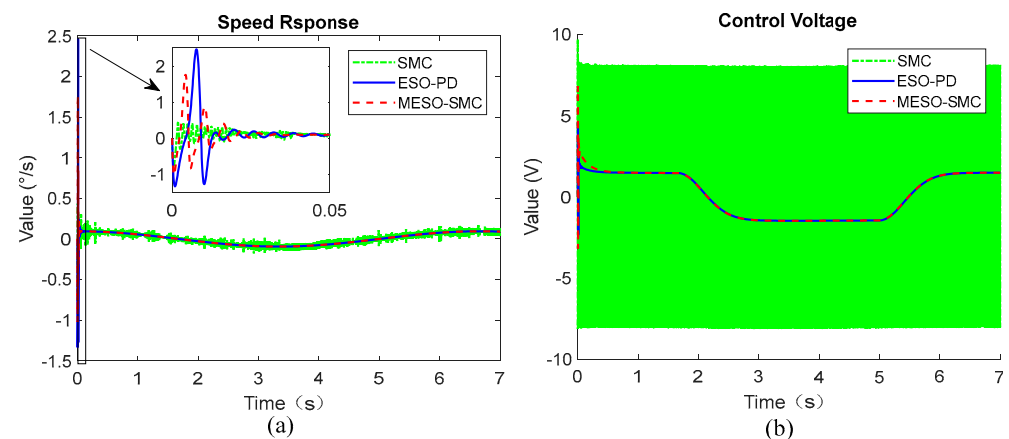 Speed Rsponse
Value (°/s)
2.5
2
1.5
1
0.5
0
-0.5
-1
-1.5
2
1
0
-1
0
0.05
SMC
ESO-PD
MESO-SMC
0
1
2
3
4
5
6
7
Time（s）
(a)
Control Voltage
Value (V)
10
5
0
-5
-10
SMC
ESO-PD
MESO-SMC
0
1
2
3
4
5
6
7
Time（s）
(b)